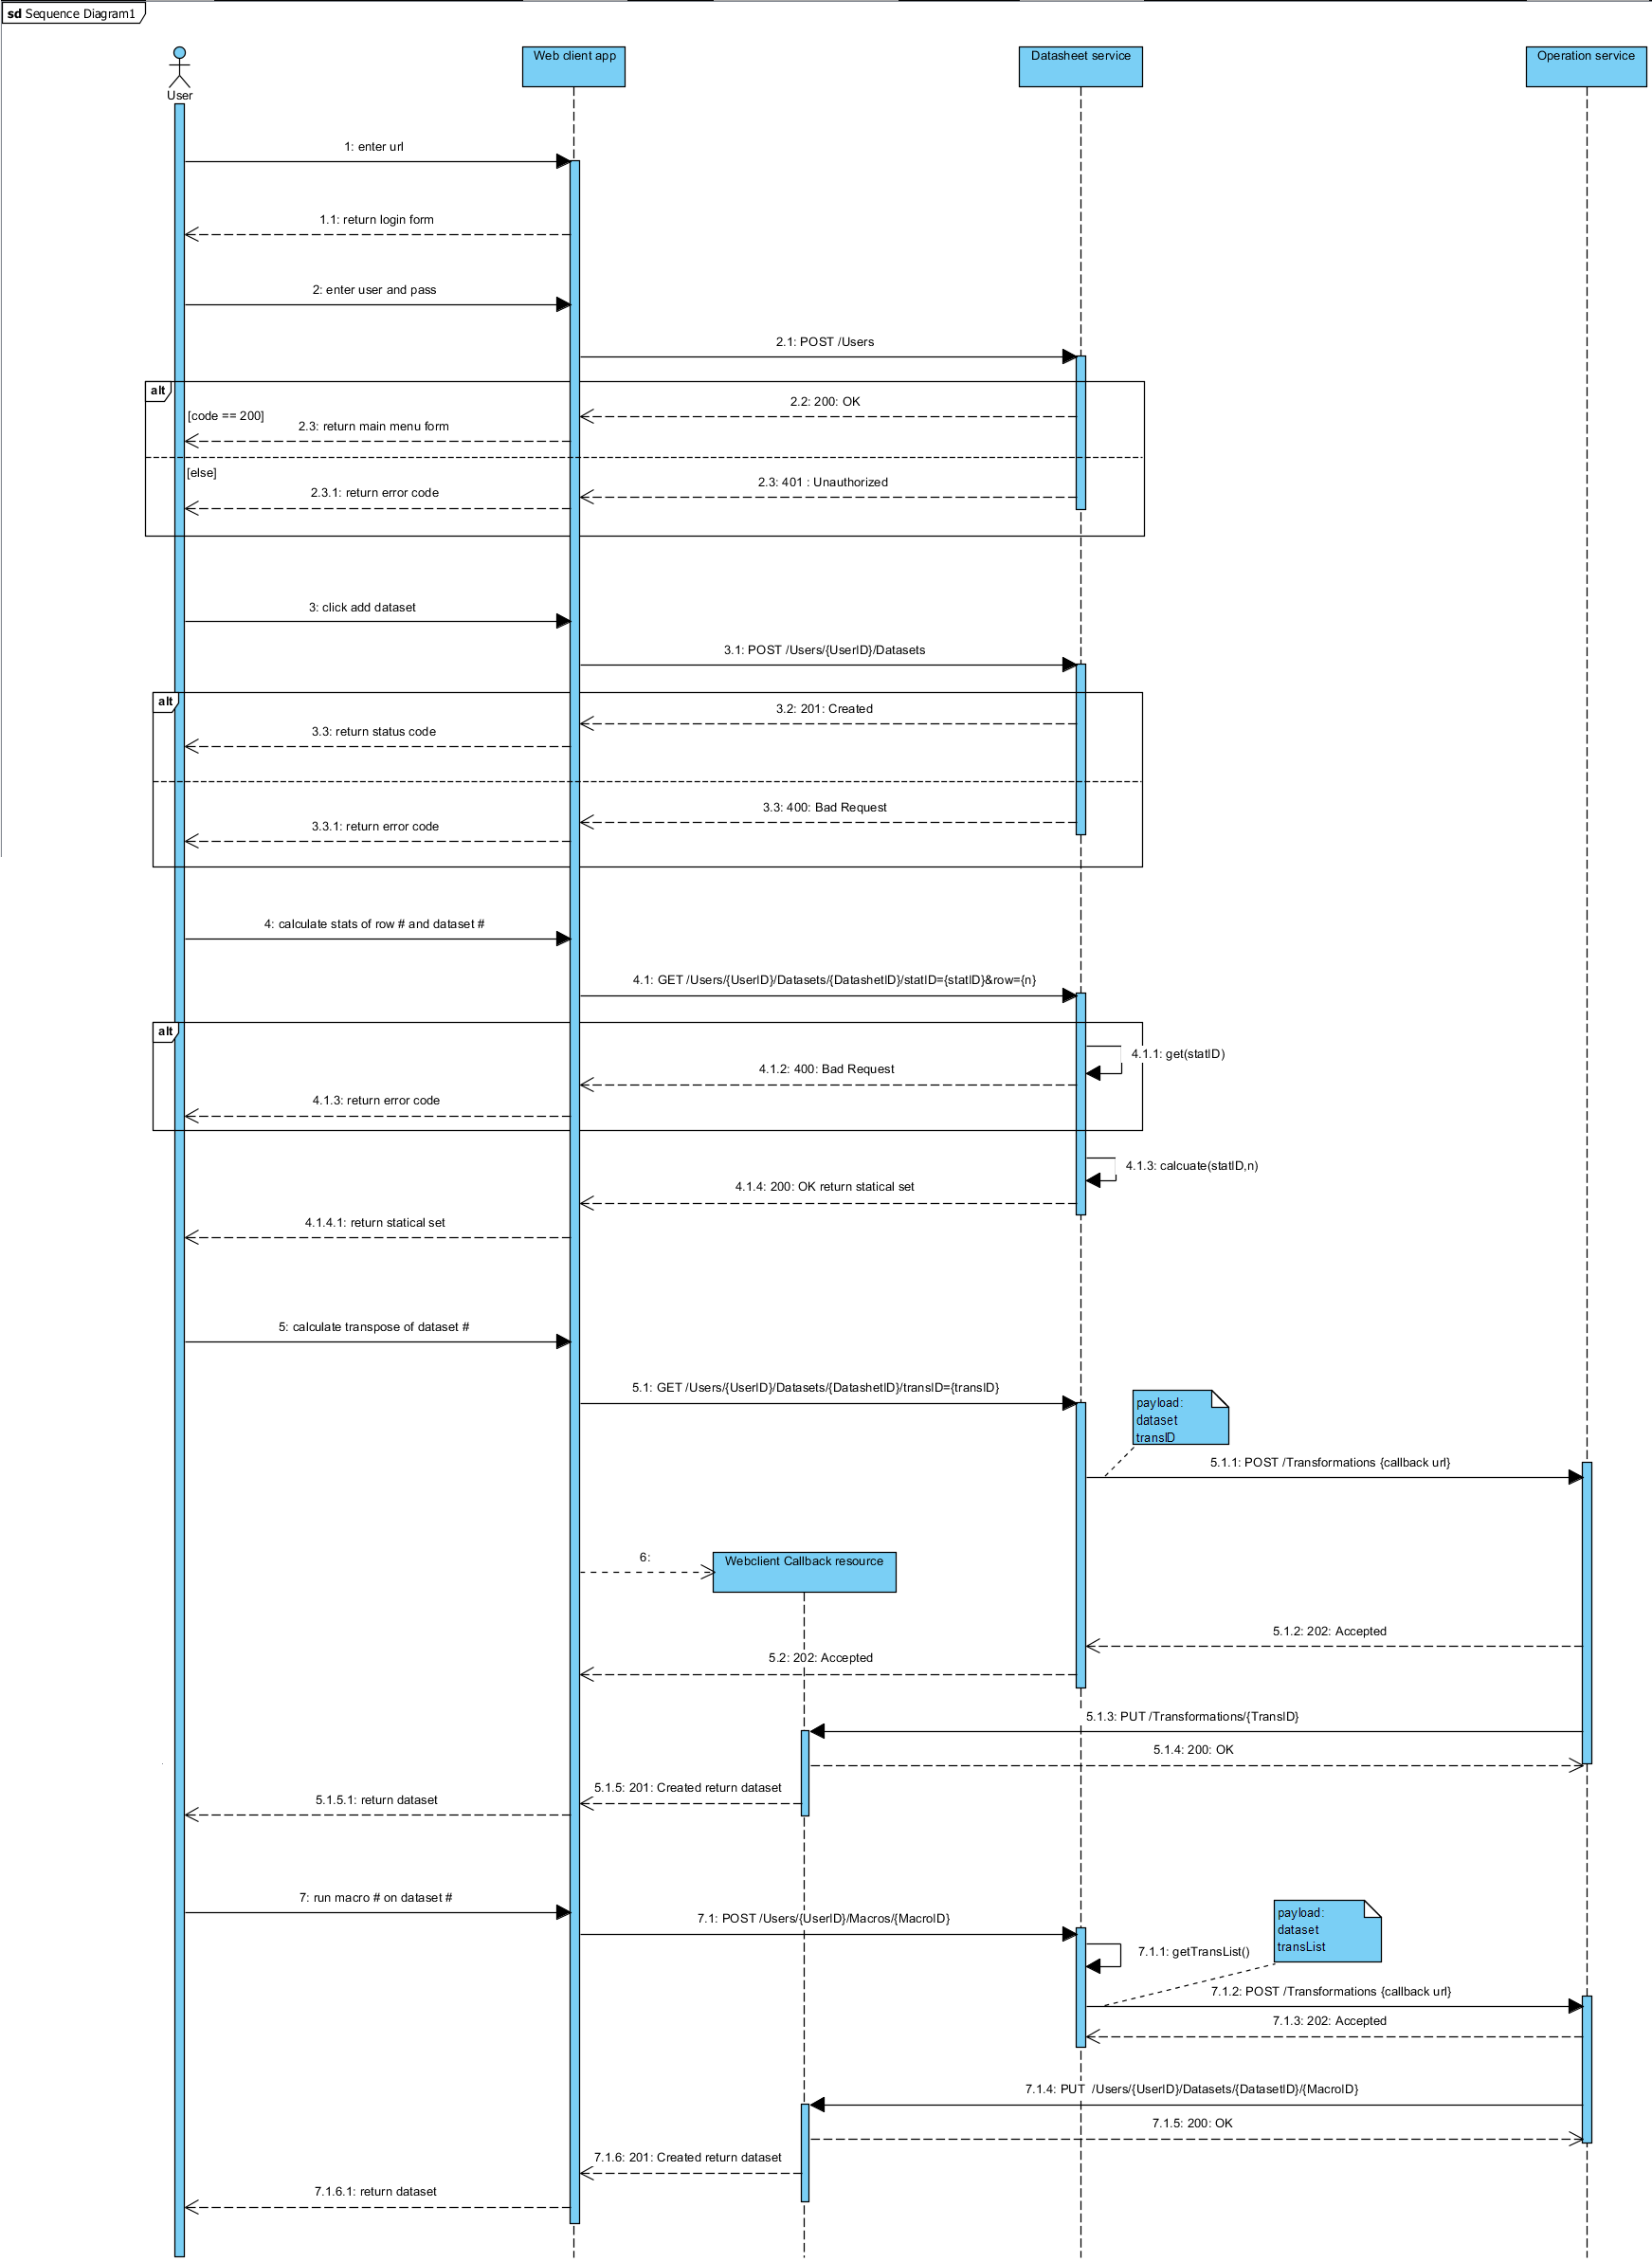 sd Sequence Diagram1
User
Web client app
Datasheet service
Operation service
1: enter url
1.1: return login form
2: enter user and pass
2.1: POST /Users
alt
2.2: 200: OK
[code == 200]
2.3: return main menu form
[else]
2.3: 401 : Unauthorized
2.3.1: return error code
3: click add dataset
3.1: POST /Users/{UserID}/Datasets
alt
3.2: 201: Created
3.3: return status code
3.3: 400: Bad Request
3.3.1: return error code
4: calculate stats of row # and dataset #
4.1: GET /Users/{UserID}/Datasets/{DatashetID}/statID={statID}&row={n}
alt
4.1.1: get(statID)
4.1.2: 400: Bad Request
4.1.3: return error code
4.1.3: calcuate(statID,n)
4.1.4: 200: OK return statical set
4.1.4.1: return statical set
5: calculate transpose of dataset #
5.1: GET /Users/{UserID}/Datasets/{DatashetID}/transID={transID}
payload:
dataset
transID
5.1.1: POST /Transformations {callback url}
6:
Webclient Callback resource
5.1.2: 202: Accepted
5.2: 202: Accepted
5.1.3: PUT /Transformations/{TransID}
5.1.4: 200: OK
5.1.5: 201: Created return dataset
5.1.5.1: return dataset
7: run macro # on dataset #
7.1: POST /Users/{UserID}/Macros/{MacroID}
payload:
dataset
transList
7.1.1: getTransList()
7.1.2: POST /Transformations {callback url}
7.1.3: 202: Accepted
7.1.4: PUT  /Users/{UserID}/Datasets/{DatasetID}/{MacroID}
7.1.5: 200: OK
7.1.6: 201: Created return dataset
7.1.6.1: return dataset